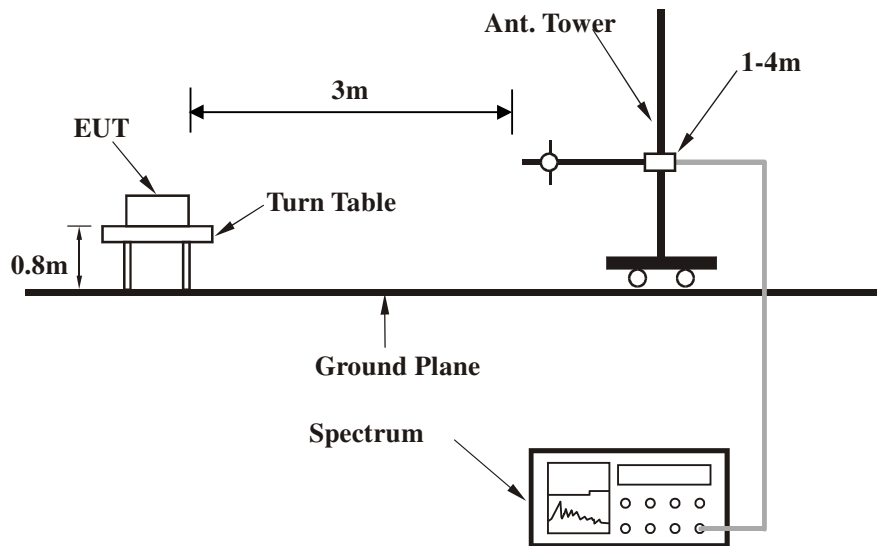 Ant. Tower
1-4m
3m
EUT
Turn Table
0.8m
Ground Plane
Spectrum